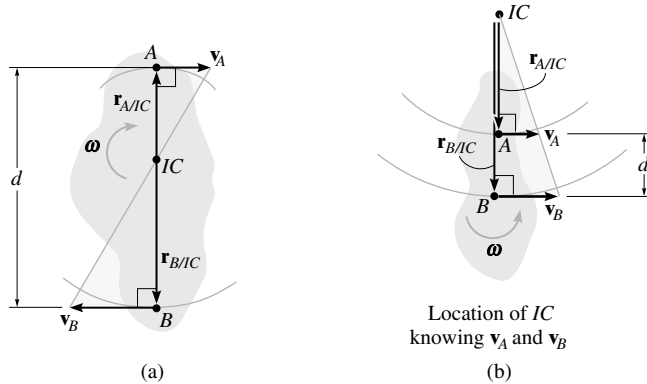 A
v_A
r_A/IC
ω
IC
d
r_B/IC
v_B
B
(a)
IC
r_A/IC
r_B/IC
A
v_A
d
B
v_B
ω
Location of IC
knowing v_A and v_B
(b)